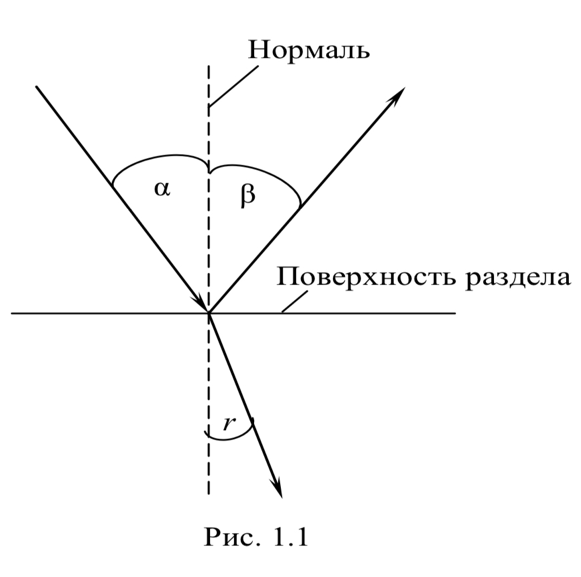 Нормаль
α
β
Поверхность раздела
r
Рис. 1.1